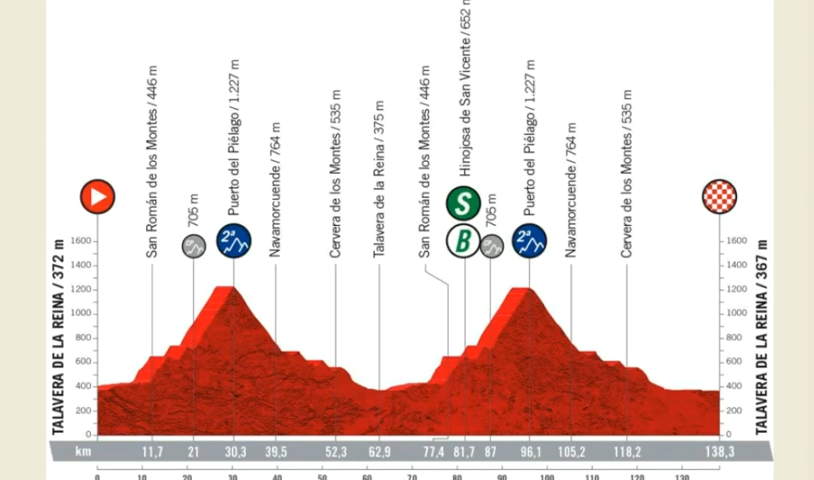 San Román de los Montes / 446 m
705 m
Puerto del Piélago / 1.227 m
Navamorcuende / 764 m
Cervera de los Montes / 535 m
Talavera de la Reina / 375 m
San Román de los Montes / 446 m
Hinojosa de San Vicente / 652 m
705 m
Puerto del Piélago / 1.227 m
Navamorcuende / 764 m
Cervera de los Montes / 535 m
S
B
2ª
2ª
TALAVERA DE LA REINA / 372 m
1600
1400
1200
1000
800
600
400
200
0
1600
1400
1200
1000
800
600
400
200
0
TALAVERA DE LA REINA / 367 m
km 11,7 21 30,3 39,5 52,3 62,9 77,4 81,7 87 96,1 105,2 118,2 138,3
0 10 20 30 40 50 60 70 80 90 100 110 120 130